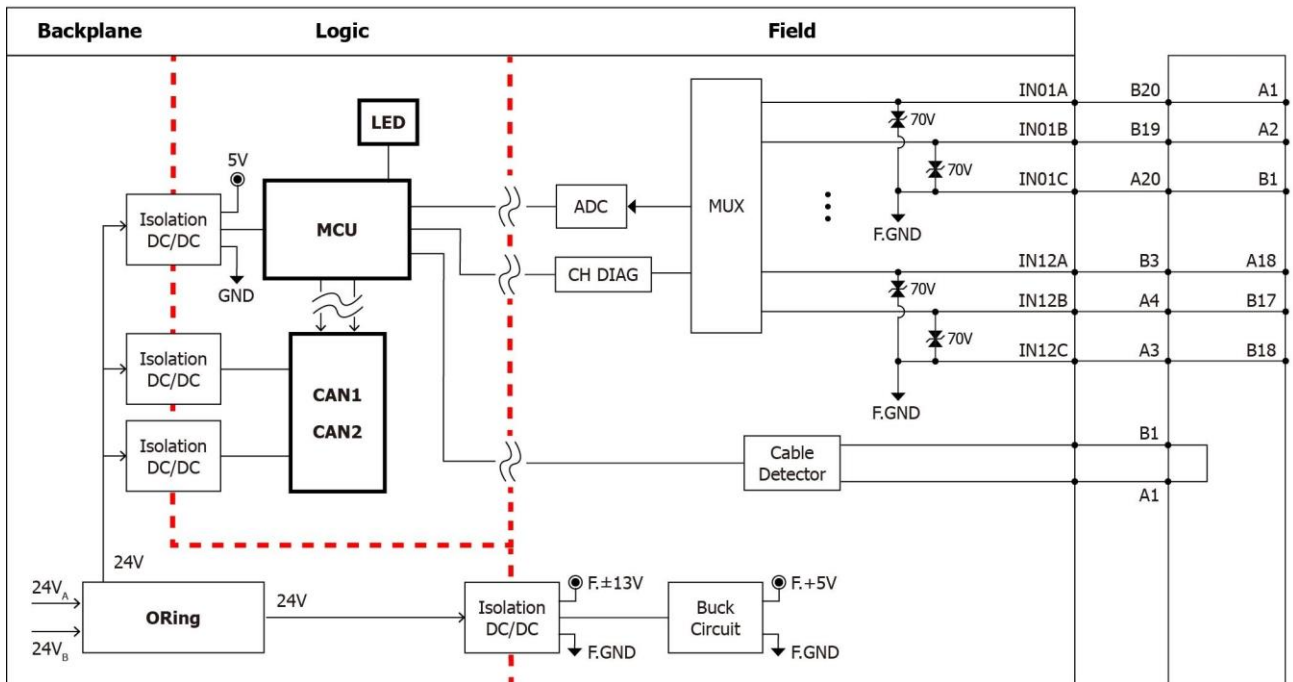 Backplane
Logic
Field
LED
5V
Isolation
DC/DC
GND
MCU
ADC
CH DIAG
MUX
70V
70V
F.GND
70V
70V
F.GND
IN01A
IN01B
IN01C
IN12A
IN12B
IN12C
B20
B19
A20
B3
A4
A3
A1
A2
B1
A18
B17
B18
Isolation
DC/DC
CAN1
CAN2
Isolation
DC/DC
Cable
Detector
B1
A1
24V
24VA
24VB
ORing
24V
Isolation
DC/DC
F.±13V
F.GND
Buck
Circuit
F.+5V
F.GND